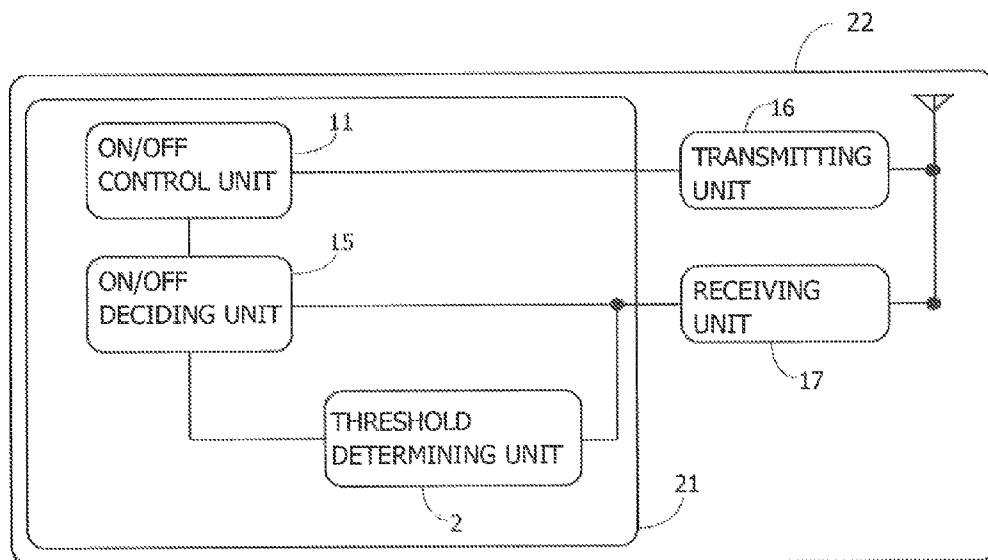 22
11
ON/OFF
CONTROL UNIT
16
TRANSMITTING
UNIT
15
ON/OFF
DECIDING UNIT
RECEIVING
UNIT
17
THRESHOLD
DETERMINING UNIT
2
21